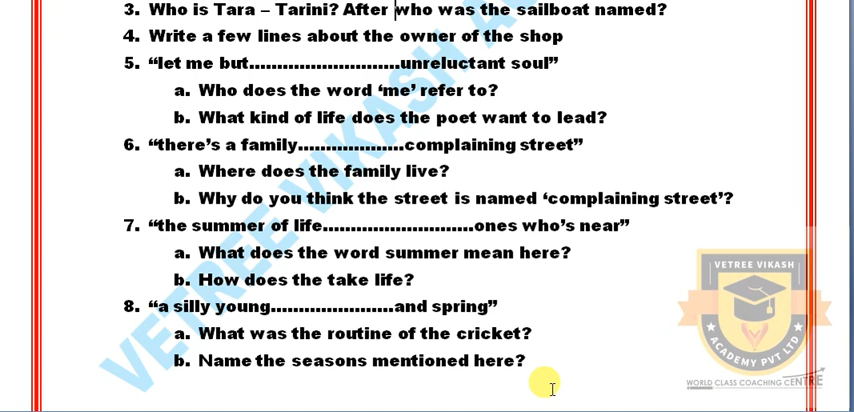 3. Who is Tara – Tarini? After who was the sailboat named?
4. Write a few lines about the owner of the shop
5. “let me but...........................unreluctant soul”
a. Who does the word ‘me’ refer to?
b. What kind of life does the poet want to lead?
6. “there’s a family...................complaining street”
a. Where does the family live?
b. Why do you think the street is named ‘complaining street’?
7. “the summer of life...........................ones who’s near”
a. What does the word summer mean here?
b. How does the take life?
8. “a silly young......................and spring”
a. What was the routine of the cricket?
b. Name the seasons mentioned here?
VETREE VIKASH
VETREE VIKASH
ACADEMY PVT LTD
WORLD CLASS COACHING CENTRE